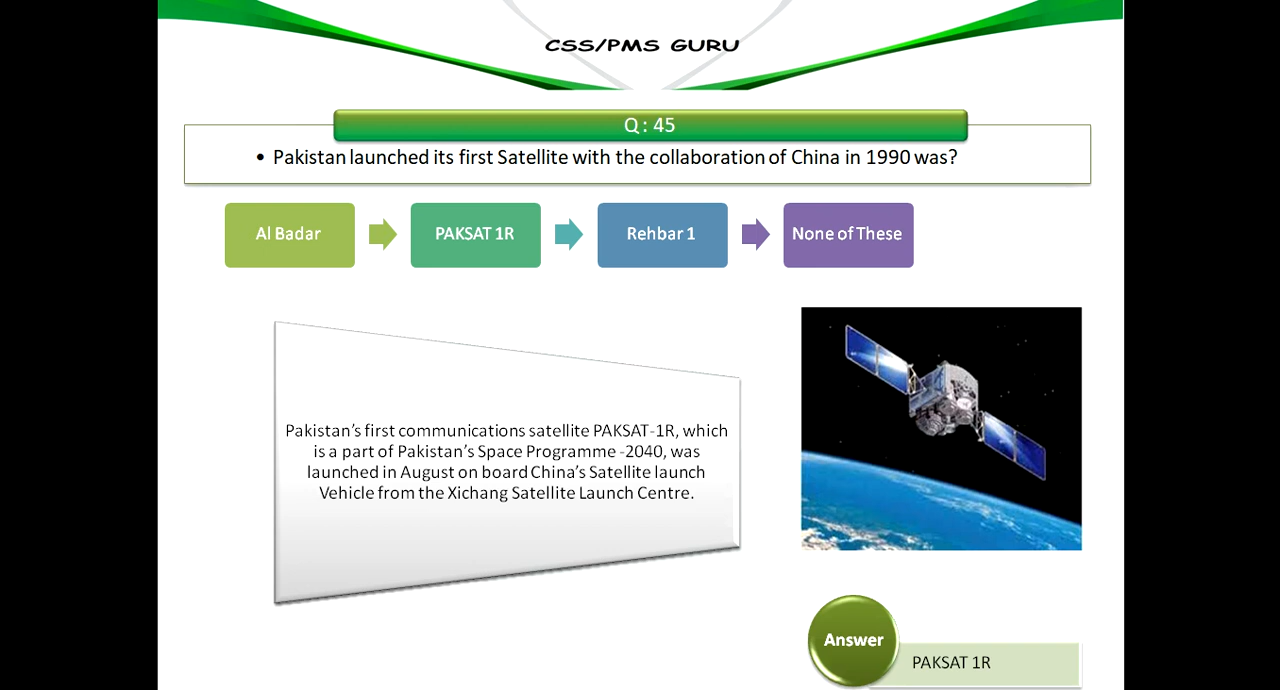 CSS/PMS GURU
Q : 45
• Pakistan launched its first Satellite with the collaboration of China in 1990 was?
Al Badar
PAKSAT 1R
Rehbar 1
None of These
Pakistan’s first communications satellite PAKSAT-1R, which
is a part of Pakistan’s Space Programme -2040, was
launched in August on board China’s Satellite launch
Vehicle from the Xichang Satellite Launch Centre.
Answer
PAKSAT 1R